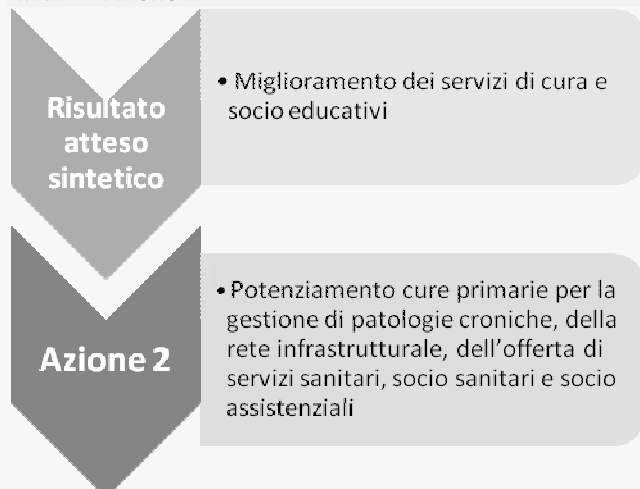 Risultato
atteso
sintetico
• Miglioramento dei servizi di cura e
socio educativi
Azione 2
• Potenziamento cure primarie per la
gestione di patologie croniche, della
rete infrastrutturale, dell'offerta di
servizi sanitari, socio sanitari e socio
assistenziali